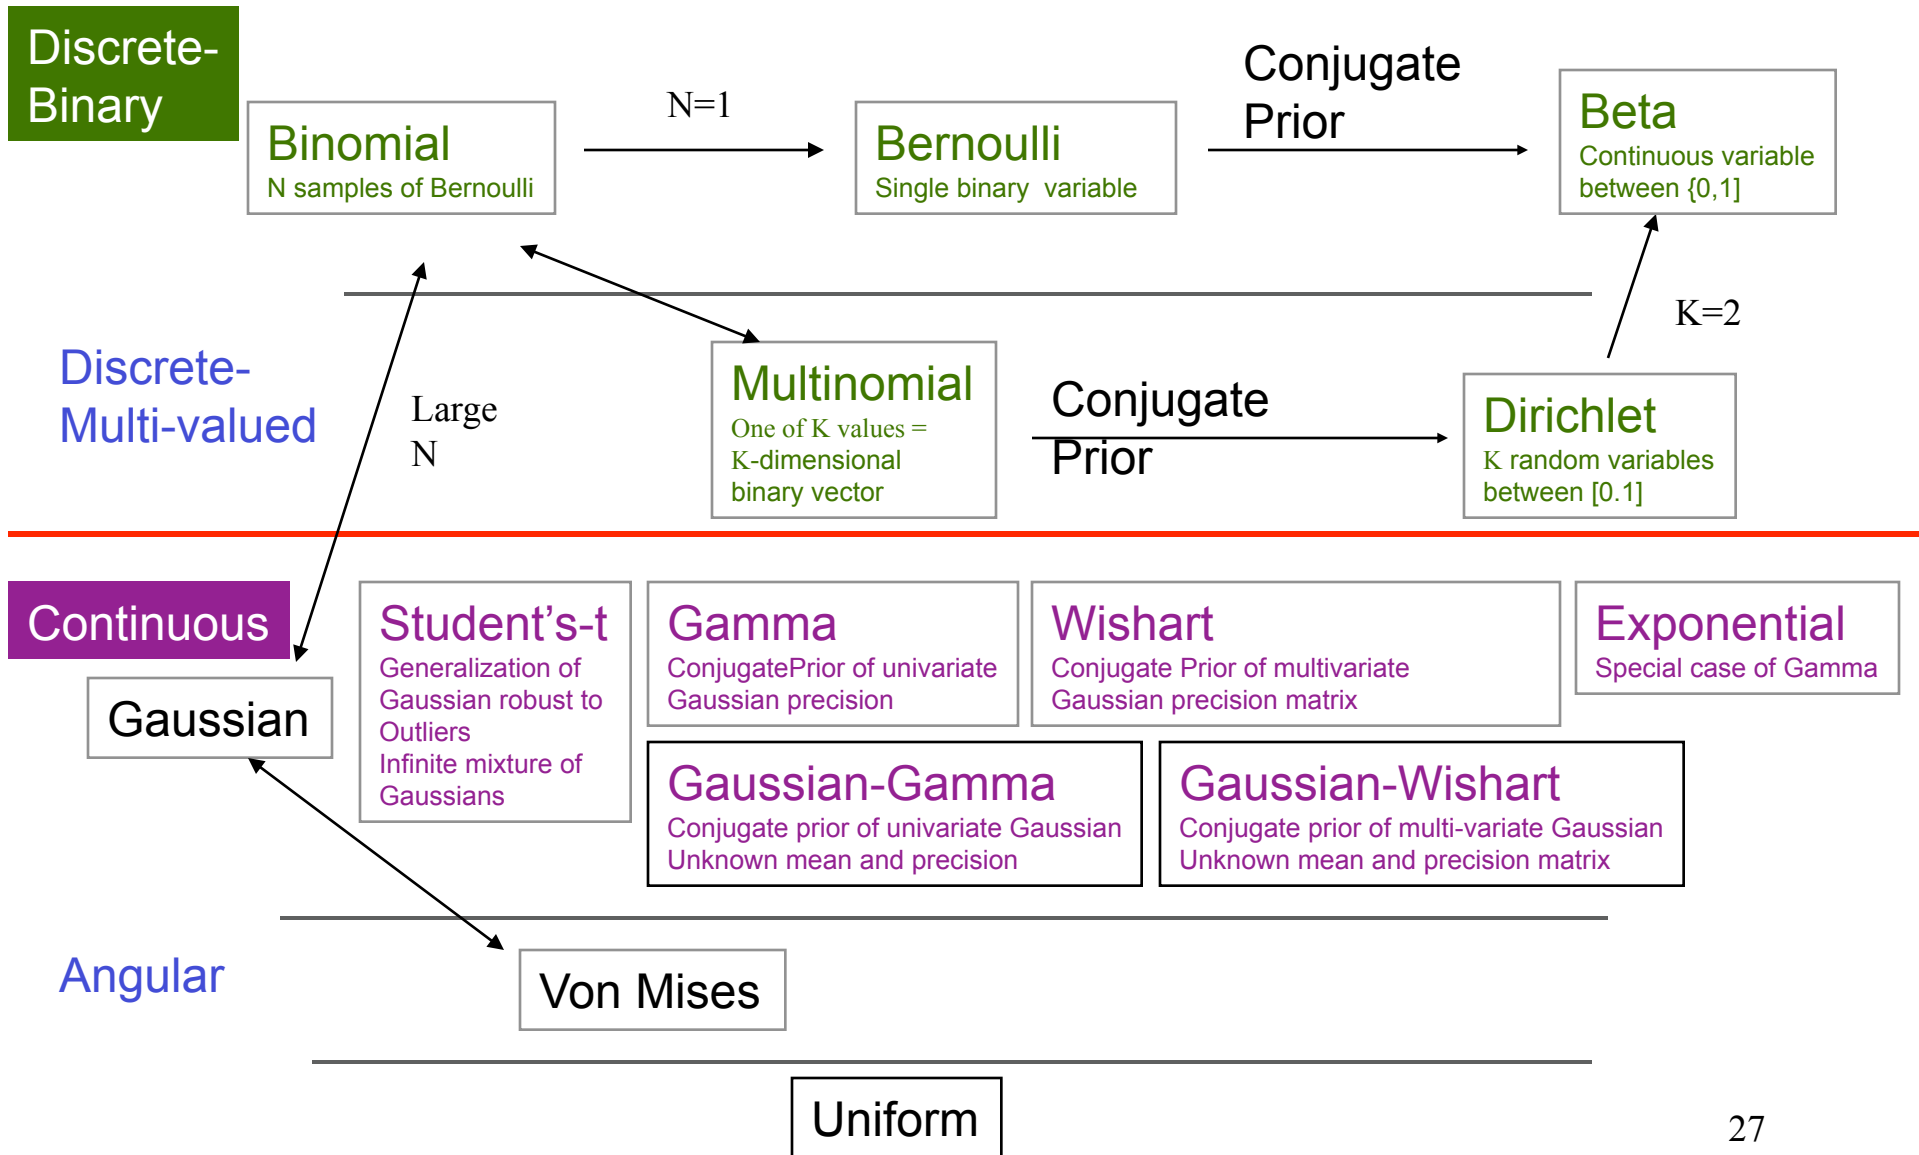 Discrete-
Binary
Binomial
N samples of Bernoulli
N=1
Bernoulli
Single binary variable
Conjugate
Prior
Beta
Continuous variable
between {0,1]
Discrete-
Multi-valued
Large
N
Multinomial
One of K values =
K-dimensional
binary vector
Conjugate
Prior
Dirichlet
K random variables
between [0.1]
K=2
Continuous
Gaussian
Student's-t
Generalization of
Gaussian robust to
Outliers
Infinite mixture of
Gaussians
Gamma
ConjugatePrior of univariate
Gaussian precision
Wishart
Conjugate Prior of multivariate
Gaussian precision matrix
Exponential
Special case of Gamma
Gaussian-Gamma
Conjugate prior of univariate Gaussian
Unknown mean and precision
Gaussian-Wishart
Conjugate prior of multi-variate Gaussian
Unknown mean and precision matrix
Angular
Von Mises
Uniform
27